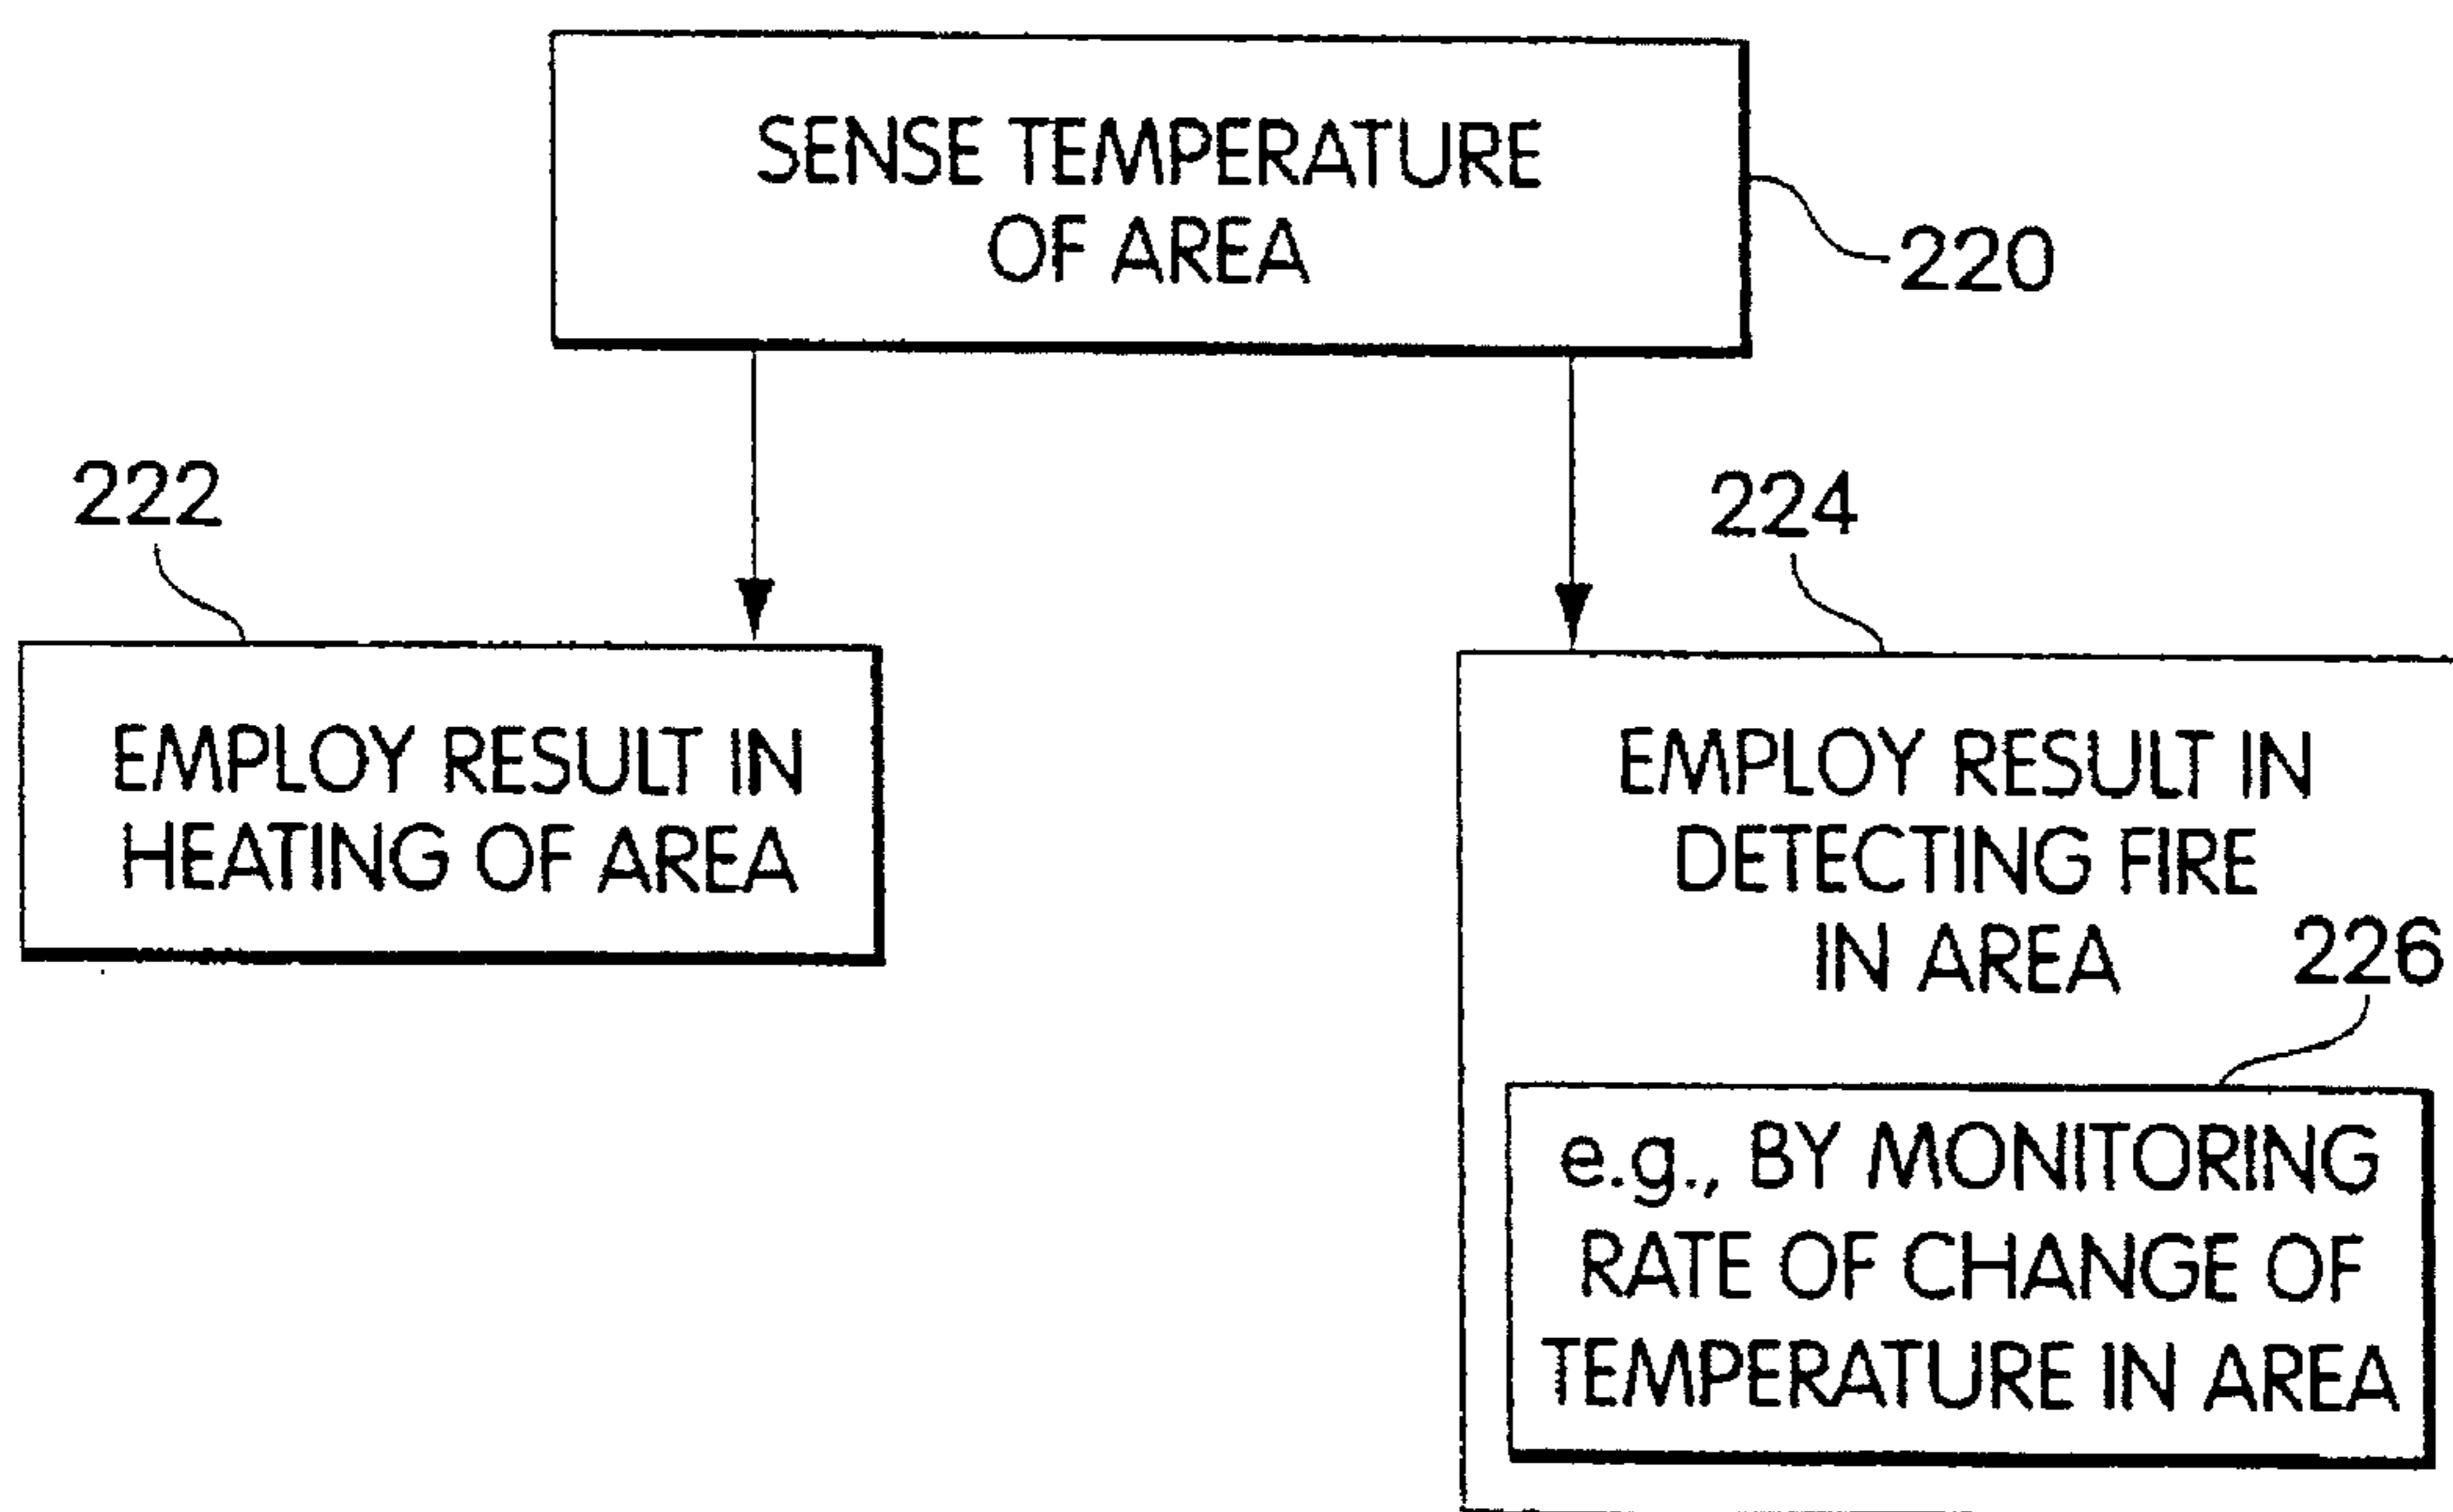 SENSE TEMPERATURE
OF AREA
220
222
224
EMPLOY RESULT IN
HEATING OF AREA
EMPLOY RESULT IN
DETECTING FIRE
IN AREA
226
e.g., BY MONITORING
RATE OF CHANGE OF
TEMPERATURE IN AREA